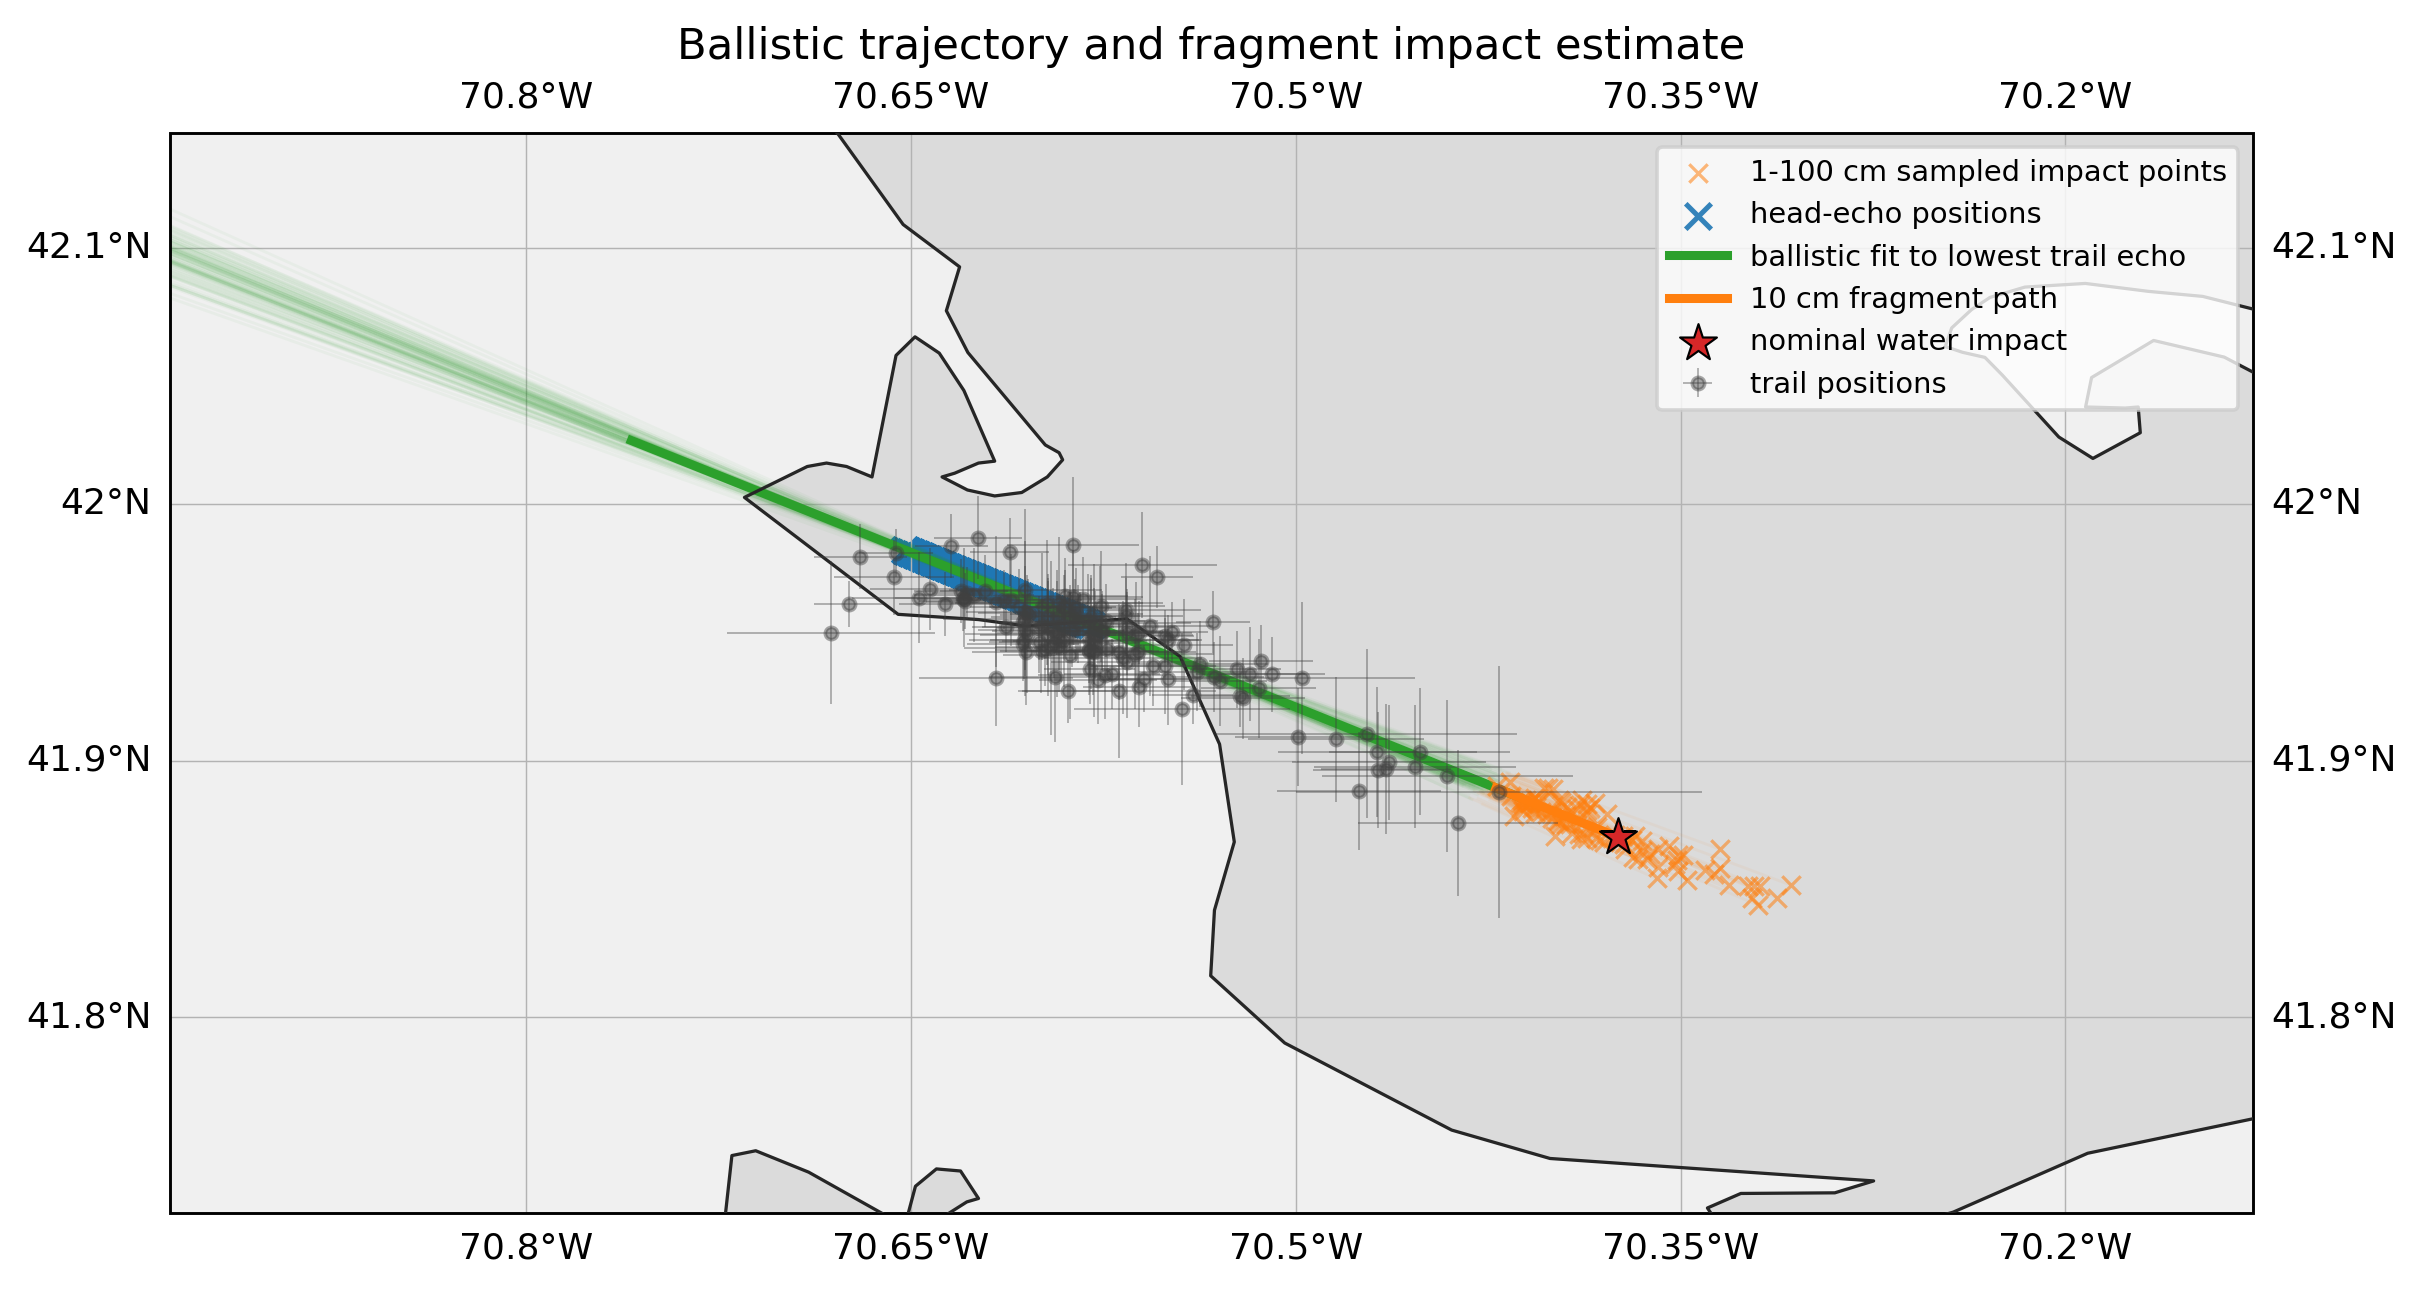 Ballistic trajectory and fragment impact estimate
70.8°W 70.65°W 70.5°W 70.35°W 70.2°W
1-100 cm sampled impact points
head-echo positions
42.1°N 42.1°N
ballistic fit to lowest trail echo
10 cm fragment path
nominal water impact
trail positions
42°N 42°N
41.9°N 41.9°N
41.8°N 41.8°N
70.8°W 70.65°W 70.5°W 70.35°W 70.2°W